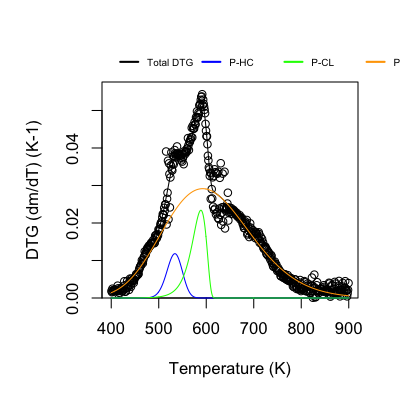 Total DTG P-HC P-CL P
DTG (dm/dT) (K-1)
0.04
0.02
0.00
400 500 600 700 800 900
Temperature (K)